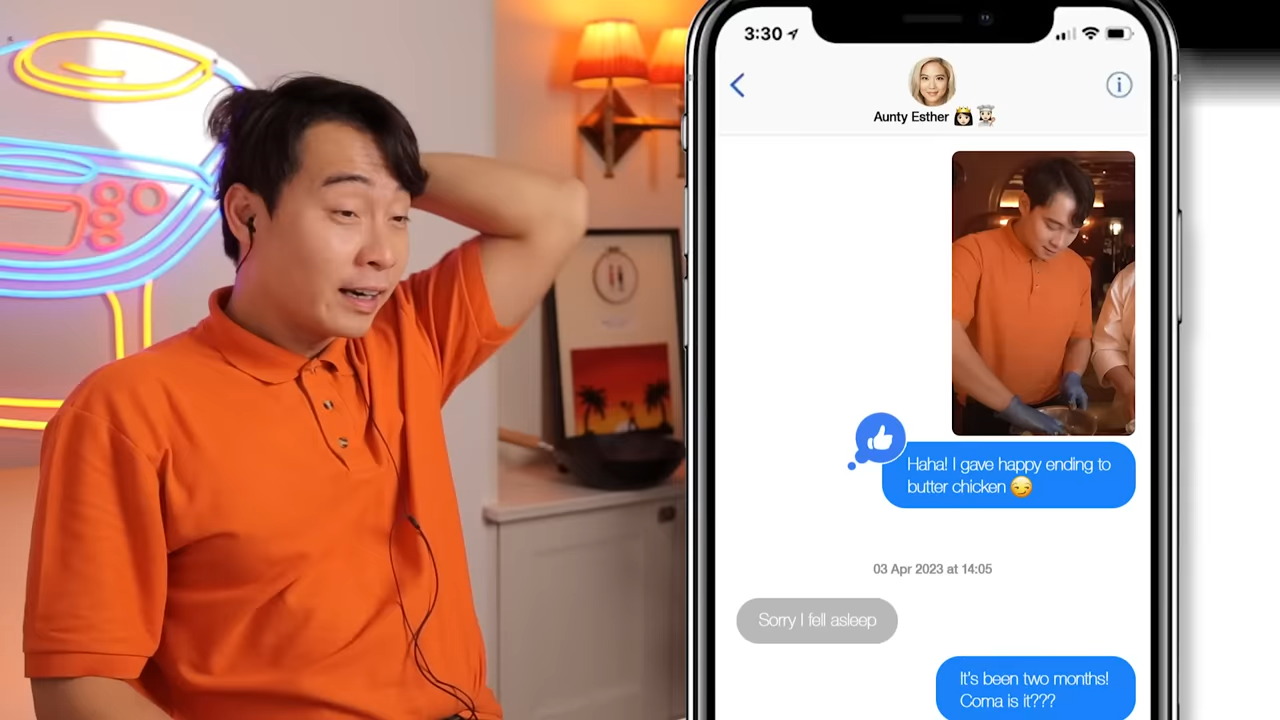 3:30
Aunty Esther
Haha! I gave happy ending to
butter chicken 😏
03 Apr 2023 at 14:05
Sorry I fell asleep
It's been two months!
Coma is it???